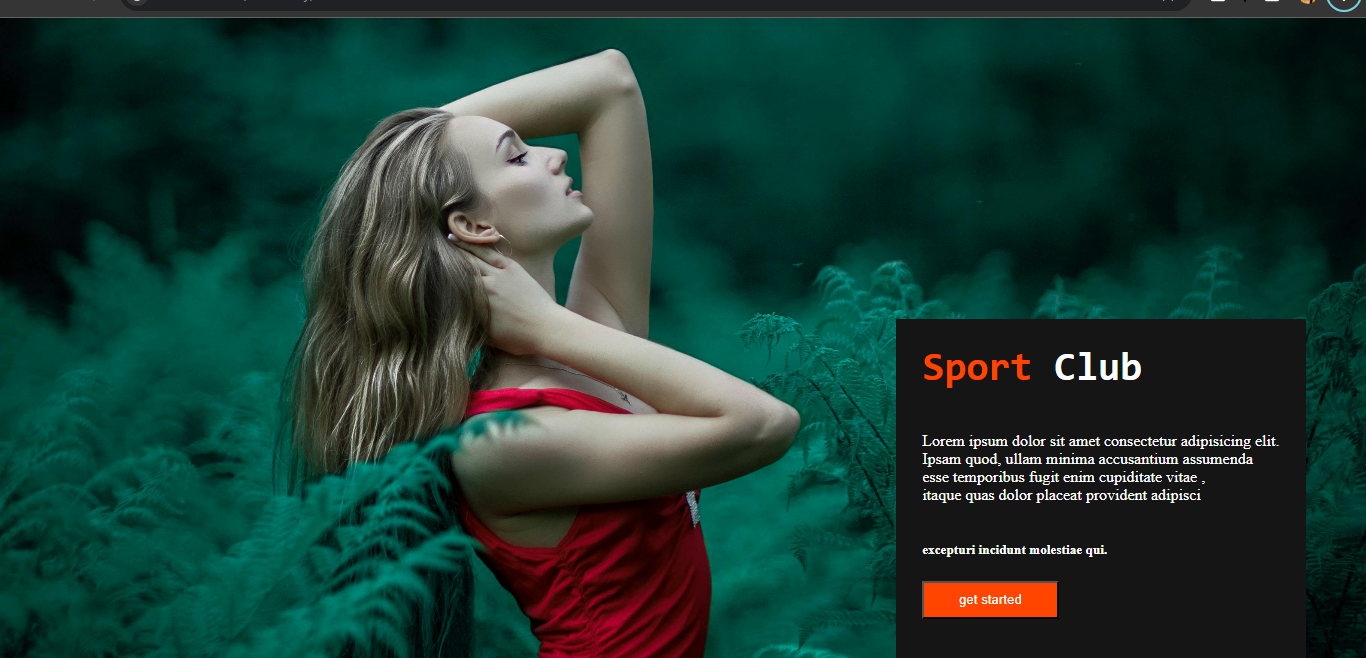 Sport Club
Lorem ipsum dolor sit amet consectetur adipisicing elit.
Ipsam quod, ullam minima accusantium assumenda
esse temporibus fugit enim cupiditate vitae ,
itaque quas dolor placeat provident adipisci
excepturi incidunt molestiae qui.
get started